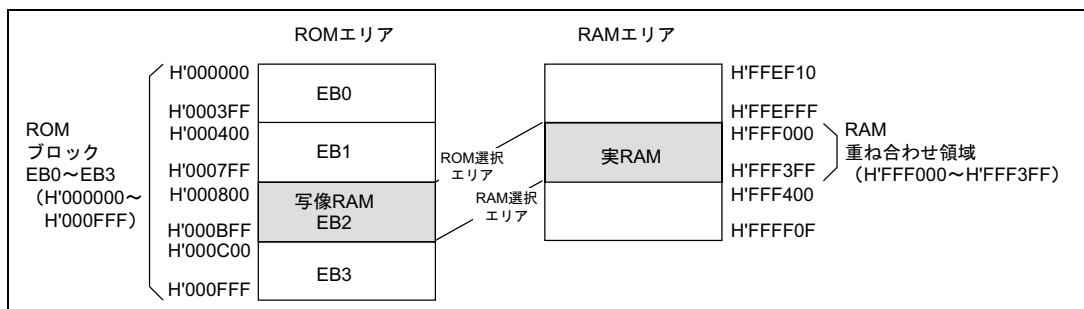 ROMエリア
RAMエリア
ROM
ブロック
EB0～EB3
（H'000000～
H'000FFF）
H'000000
H'0003FF
H'000400
H'0007FF
H'000800
H'000BFF
H'000C00
H'000FFF
EB0
EB1
写像RAM
EB2
EB3
ROM選択
エリア
RAM選択
エリア
実RAM
H'FFEF10
H'FFEFFF
H'FFF000
H'FFF3FF
H'FFF400
H'FFFF0F
RAM
重ね合わせ領域
（H'FFF000～H'FFF3FF）